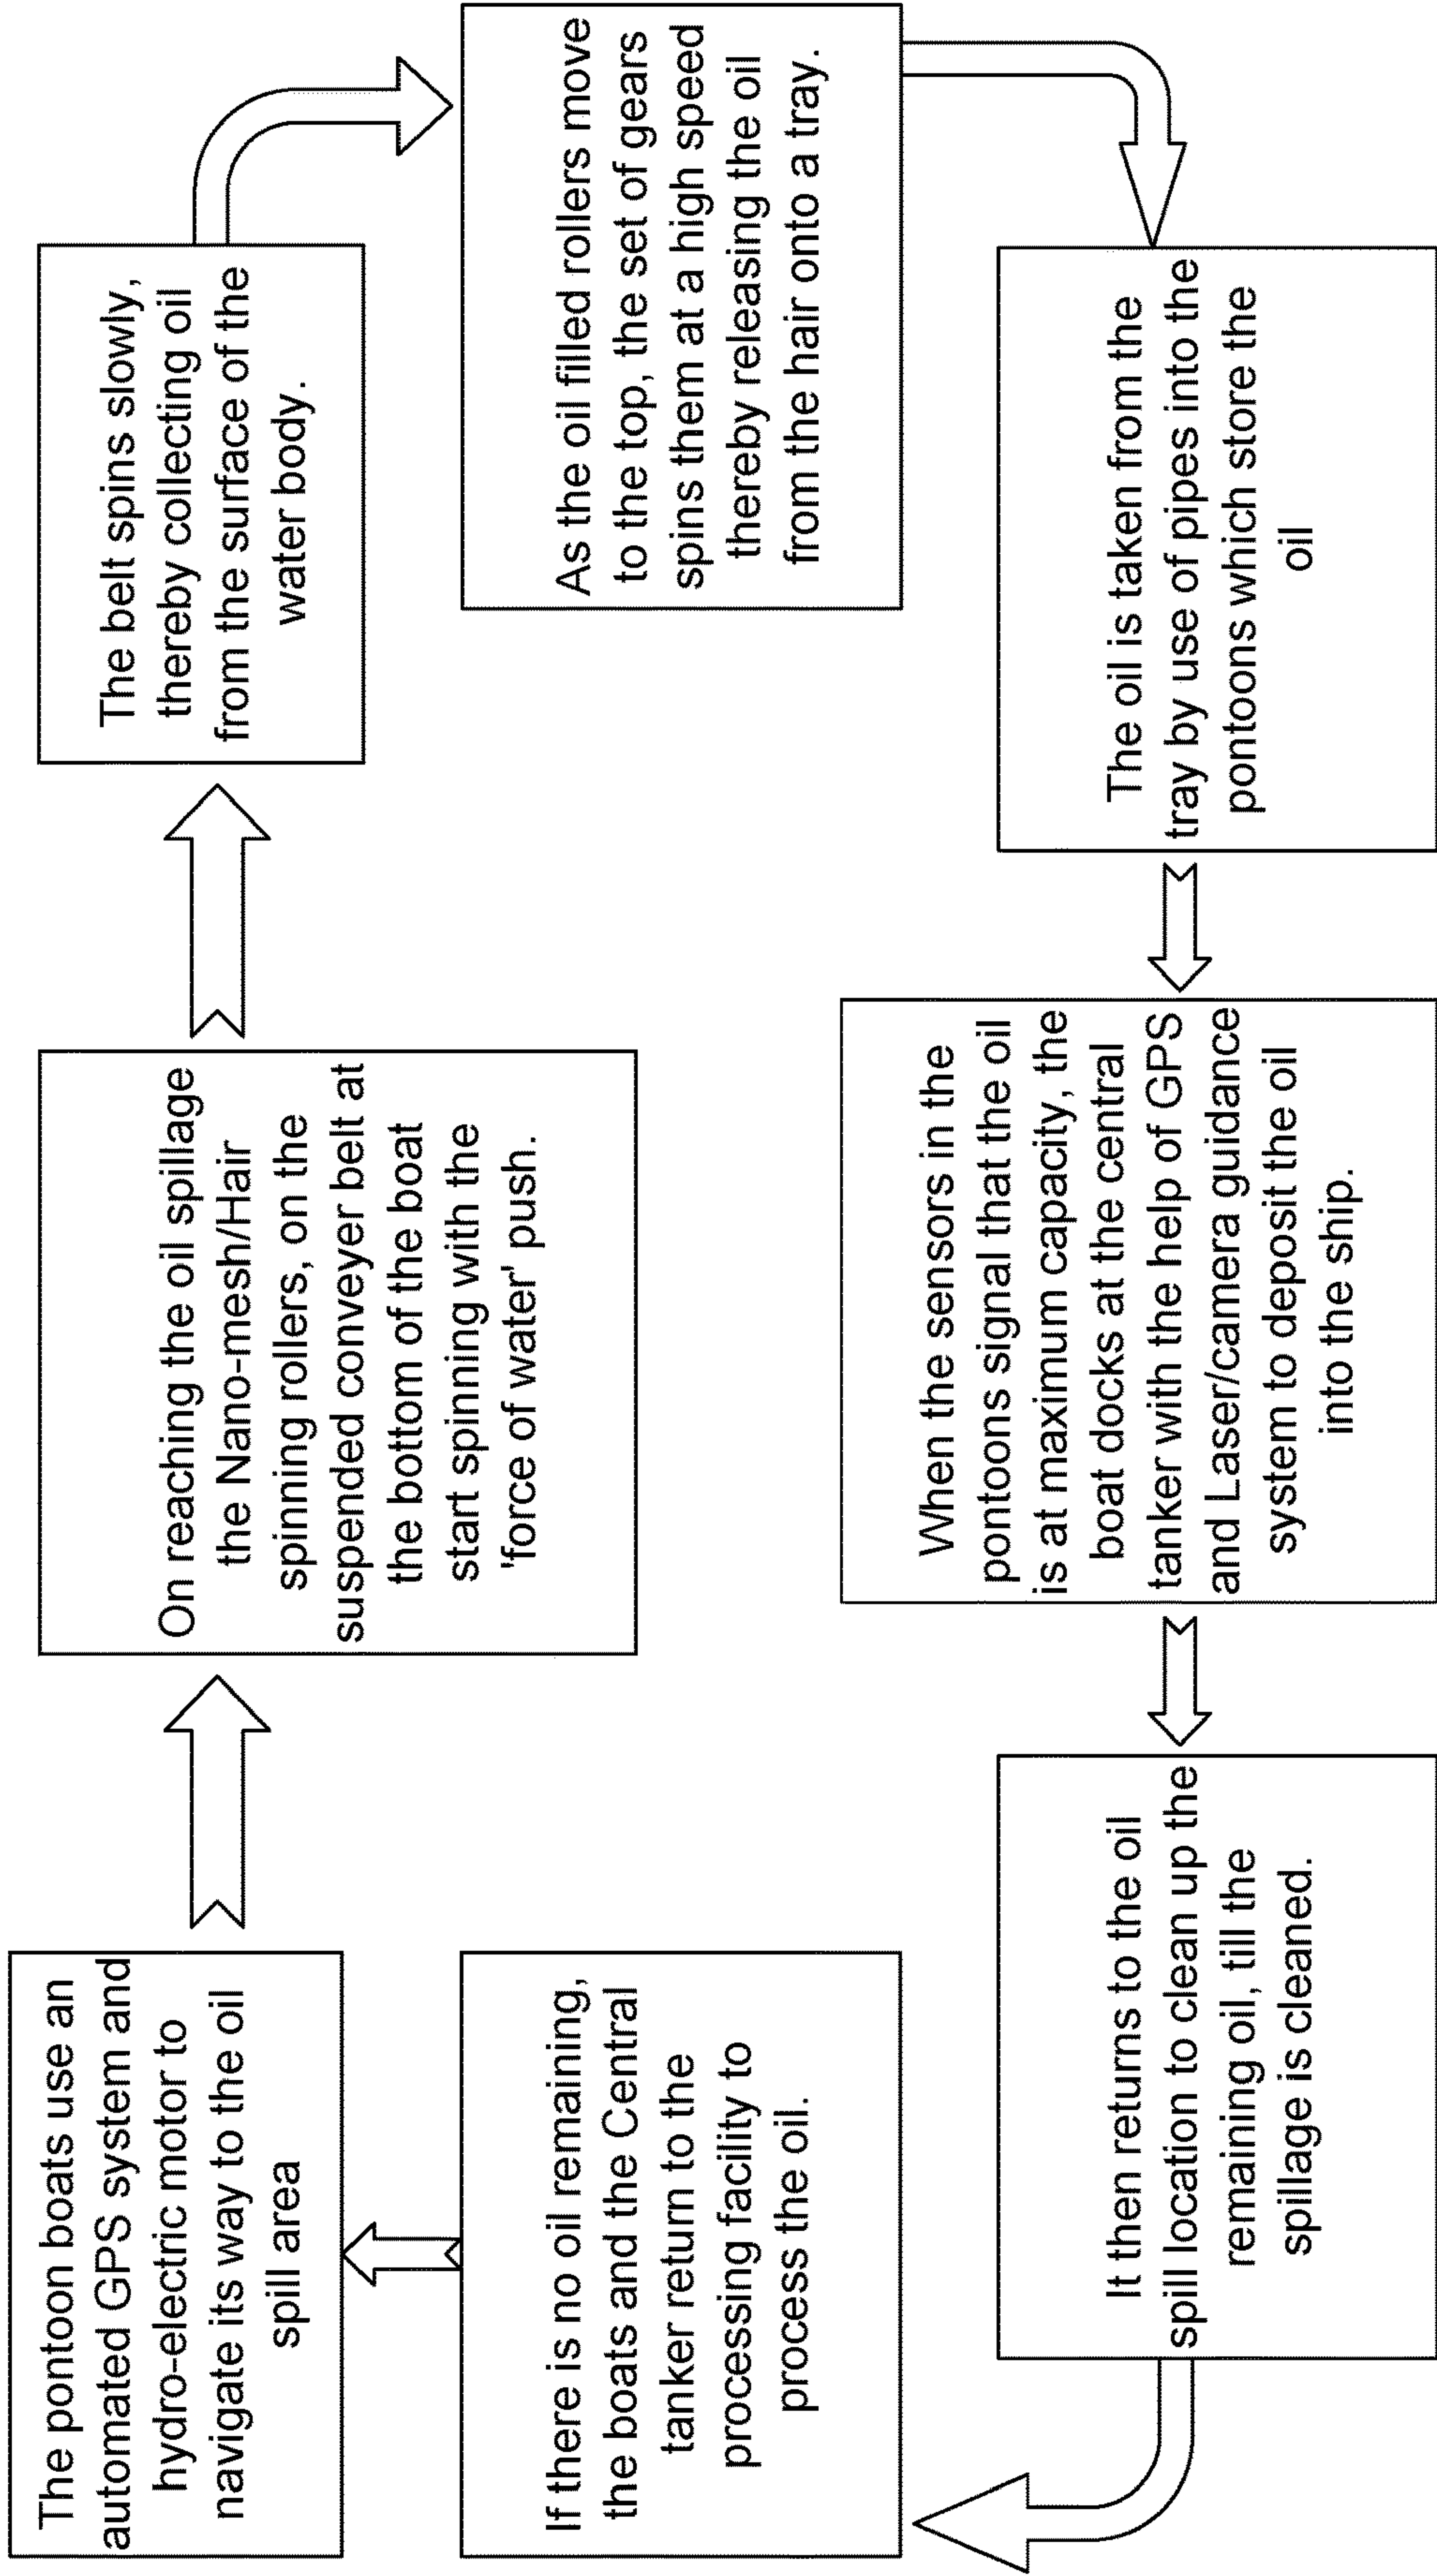 The pontoon boats use an
automated GPS system and
hydro-electric motor to
navigate its way to the oil
spill area
On reaching the oil spillage
the Nano-mesh/Hair
spinning rollers, on the
suspended conveyer belt at
the bottom of the boat
start spinning with the
'force of water' push.
The belt spins slowly,
thereby collecting oil
from the surface of the
water body.
As the oil filled rollers move
to the top, the set of gears
spins them at a high speed
thereby releasing the oil
from the hair onto a tray.
The oil is taken from the
tray by use of pipes into the
pontoons which store the
oil
When the sensors in the
pontoons signal that the oil
is at maximum capacity, the
boat docks at the central
tanker with the help of GPS
and Laser/camera guidance
system to deposit the oil
into the ship.
It then returns to the oil
spill location to clean up the
remaining oil, till the
spillage is cleaned.
If there is no oil remaining,
the boats and the Central
tanker return to the
processing facility to
process the oil.